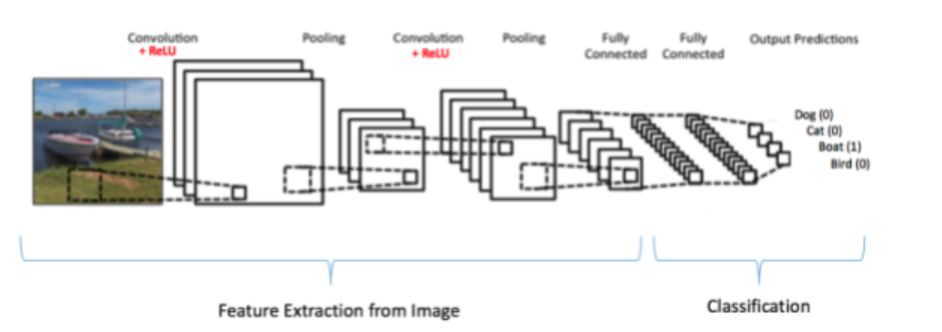 Convolution
+ ReLU
Pooling
Convolution
+ ReLU
Pooling
Fully
Connected
Fully
Connected
Output Predictions
Dog (0)
Cat (0)
Boat (1)
Bird (0)
Feature Extraction from Image
Classification